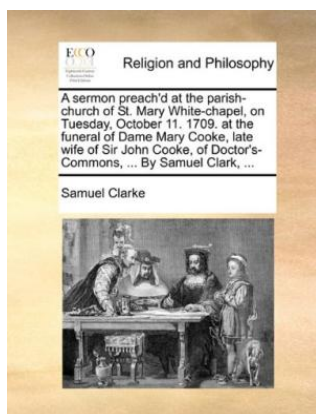 ECCO
Religion and Philosophy
A sermon preach'd at the parish-
church of St. Mary White-chapel, on
Tuesday, October 11. 1709. at the
funeral of Dame Mary Cooke, late
wife of Sir John Cooke, of Doctor's-
Commons, ... By Samuel Clark, ...
Samuel Clarke